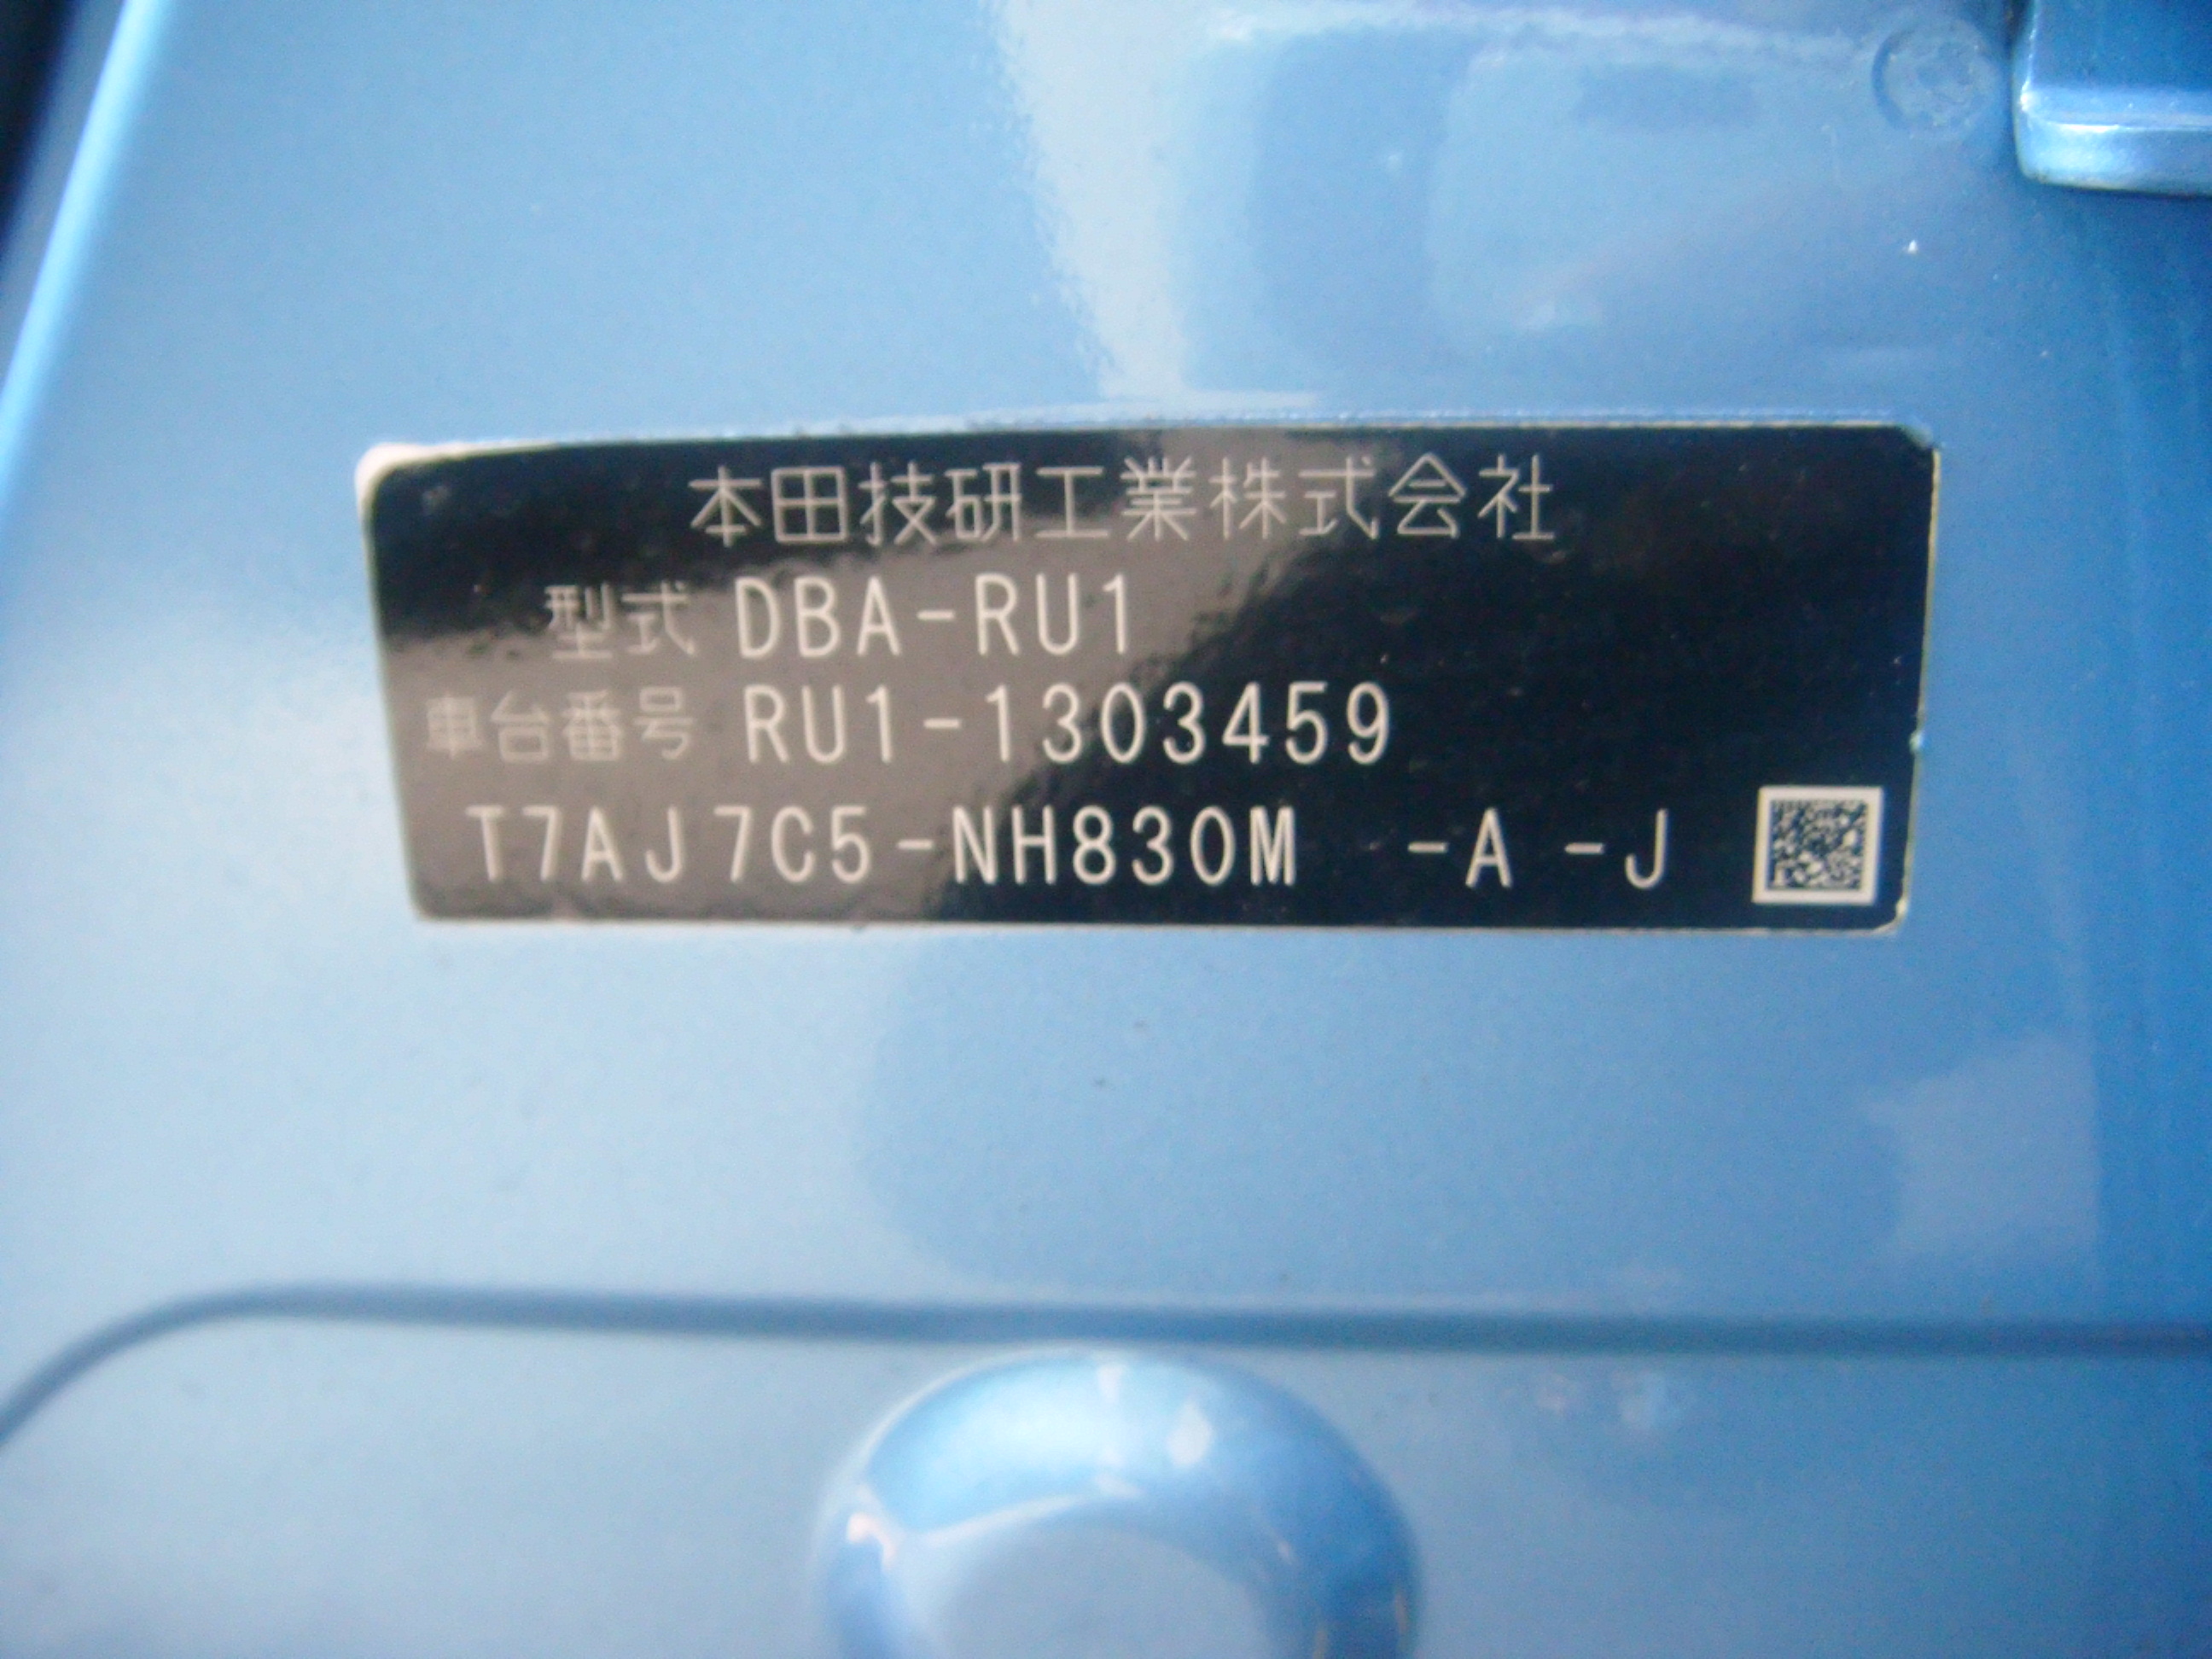 本田技研工業株式会社
型式 DBA-RU1
車台番号 RU1-1303459
T7AJ7C5-NH830M -A -J